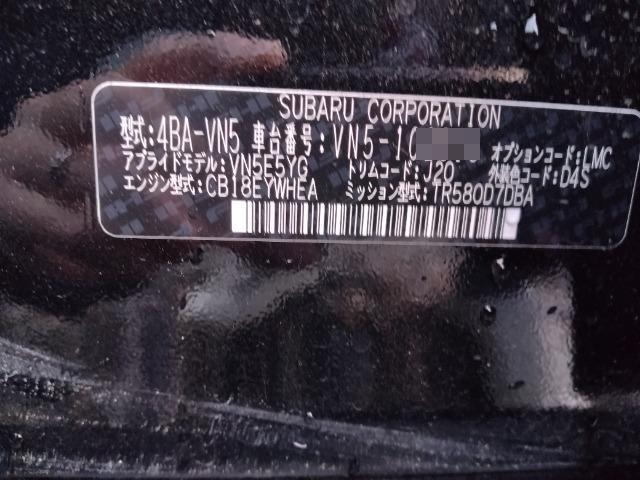 SUBARU CORPORATION
型式:4BA-VN5 車台番号:VN5-10 オプションコード:LMC
アプライドモデル:VN5E5YG トリムコード:J20 外装色コード:D4S
エンジン型式:CB18EYWHEA ミッション型式:TR580D7DBA